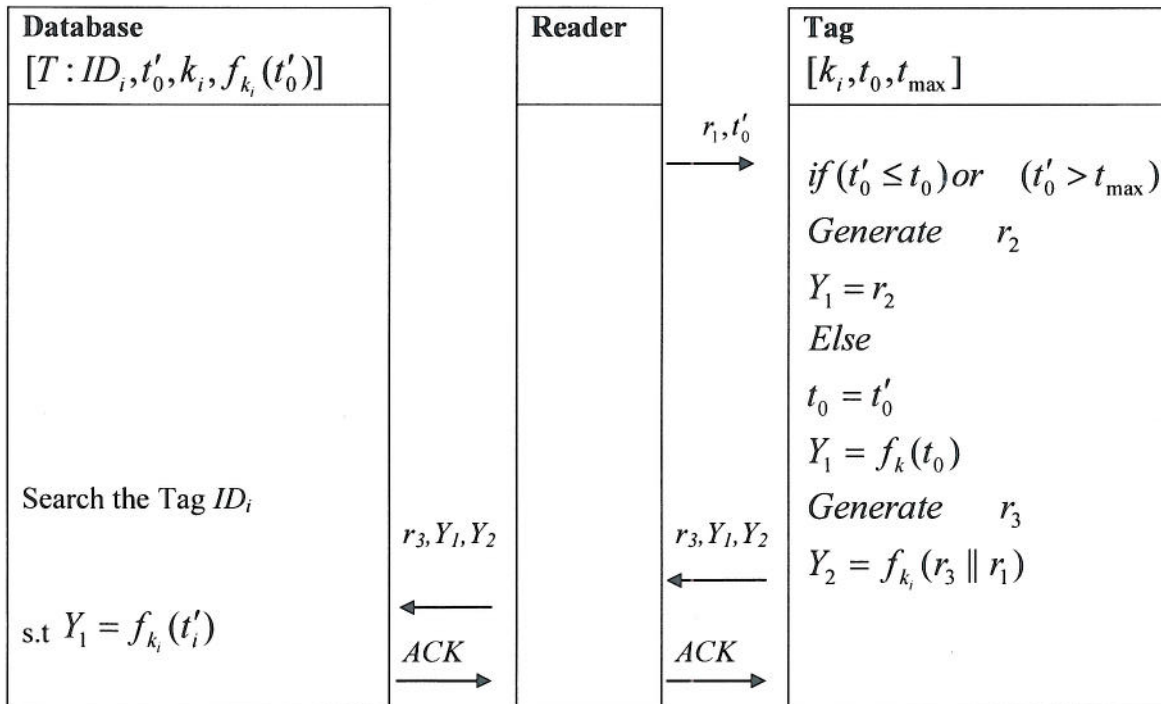 Database
[T : ID_i, t′_0, k_i, f_{k_i}(t′_0)]
Search the Tag ID_i
s.t Y_1 = f_{k_i}(t′_i)
r_3, Y_1, Y_2
ACK
Reader
r_1, t′_0
r_3, Y_1, Y_2
ACK
Tag
[k_i, t_0, t_max]
if (t′_0 ≤ t_0) or (t′_0 > t_max)
Generate r_2
Y_1 = r_2
Else
t_0 = t′_0
Y_1 = f_k(t_0)
Generate r_3
Y_2 = f_{k_i}(r_3 || r_1)